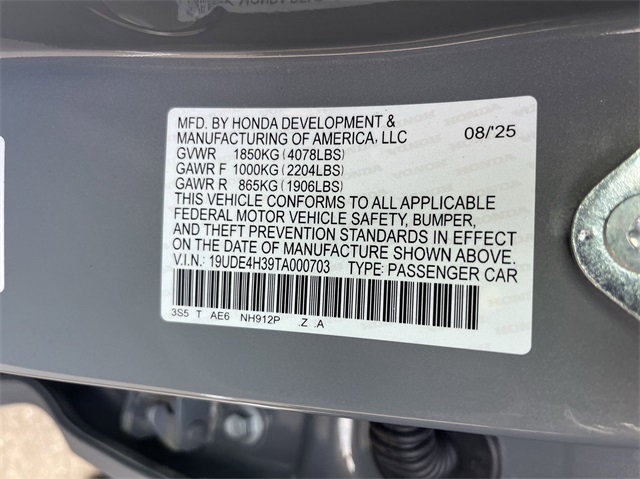 MFD. BY HONDA DEVELOPMENT &
MANUFACTURING OF AMERICA, LLC 08/'25
GVWR 1850KG (4078LBS)
GAWR F 1000KG (2204LBS)
GAWR R 865KG (1906LBS)
THIS VEHICLE CONFORMS TO ALL APPLICABLE
FEDERAL MOTOR VEHICLE SAFETY, BUMPER,
AND THEFT PREVENTION STANDARDS IN EFFECT
ON THE DATE OF MANUFACTURE SHOWN ABOVE.
V.I.N.: 19UDE4H39TA000703 TYPE: PASSENGER CAR
3S5 T AE6 NH912P .Z .A